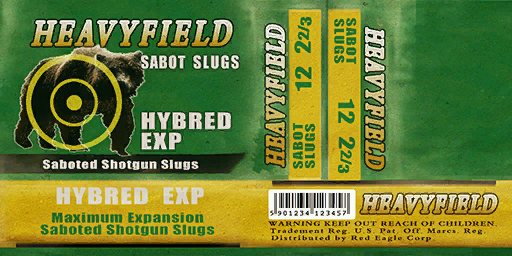 HEAVYFIELD
SABOT SLUGS
HYBRED
EXP
Saboted Shotgun Slugs
HYBRED EXP
Maximum Expansion
Saboted Shotgun Slugs
HEAVYFIELD
SABOT
SLUGS
12 2 2/3
SABOT
SLUGS
12 2 2/3
HEAVYFIELD
5 901234 123457
HEAVYFIELD
WARNING KEEP OUT REACH OF CHILDREN.
Tradement Reg. U.S. Pat. Off. Marcs. Reg.
Distributed by Red Eagle Corp.